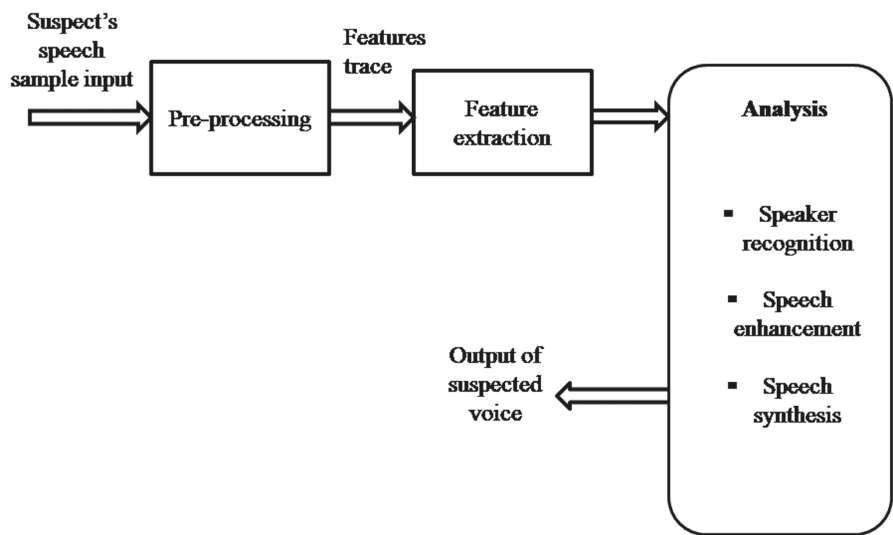 Suspect's
speech
sample input
Features
trace
Pre-processing
Feature
extraction
Analysis
▪ Speaker
recognition
▪ Speech
enhancement
▪ Speech
synthesis
Output of
suspected
voice